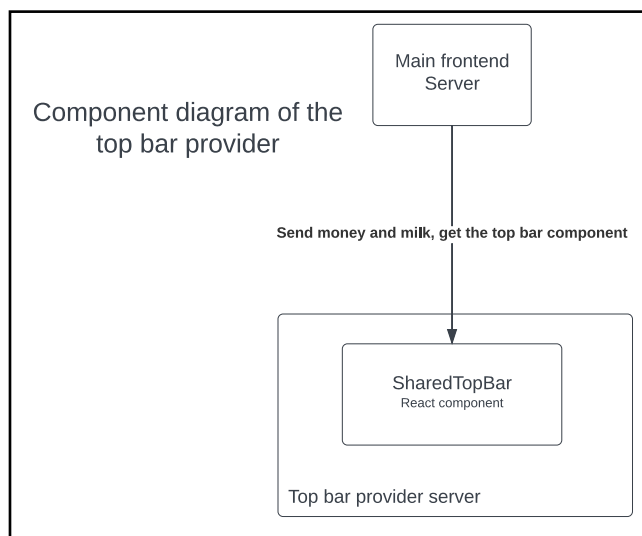 Main frontend
Server
Component diagram of the
top bar provider
Send money and milk, get the top bar component
SharedTopBar
React component
Top bar provider server